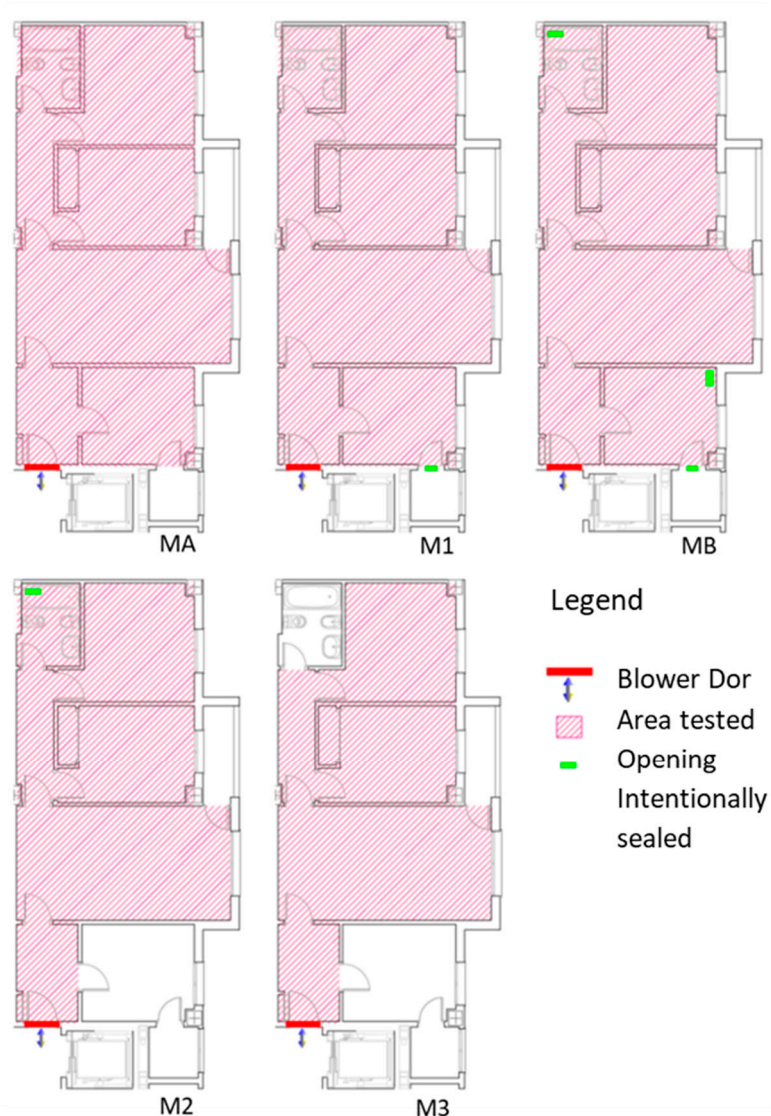 MA
M1
MB
Legend
Blower Dor
Area tested
Opening
Intentionally
sealed
M2
M3